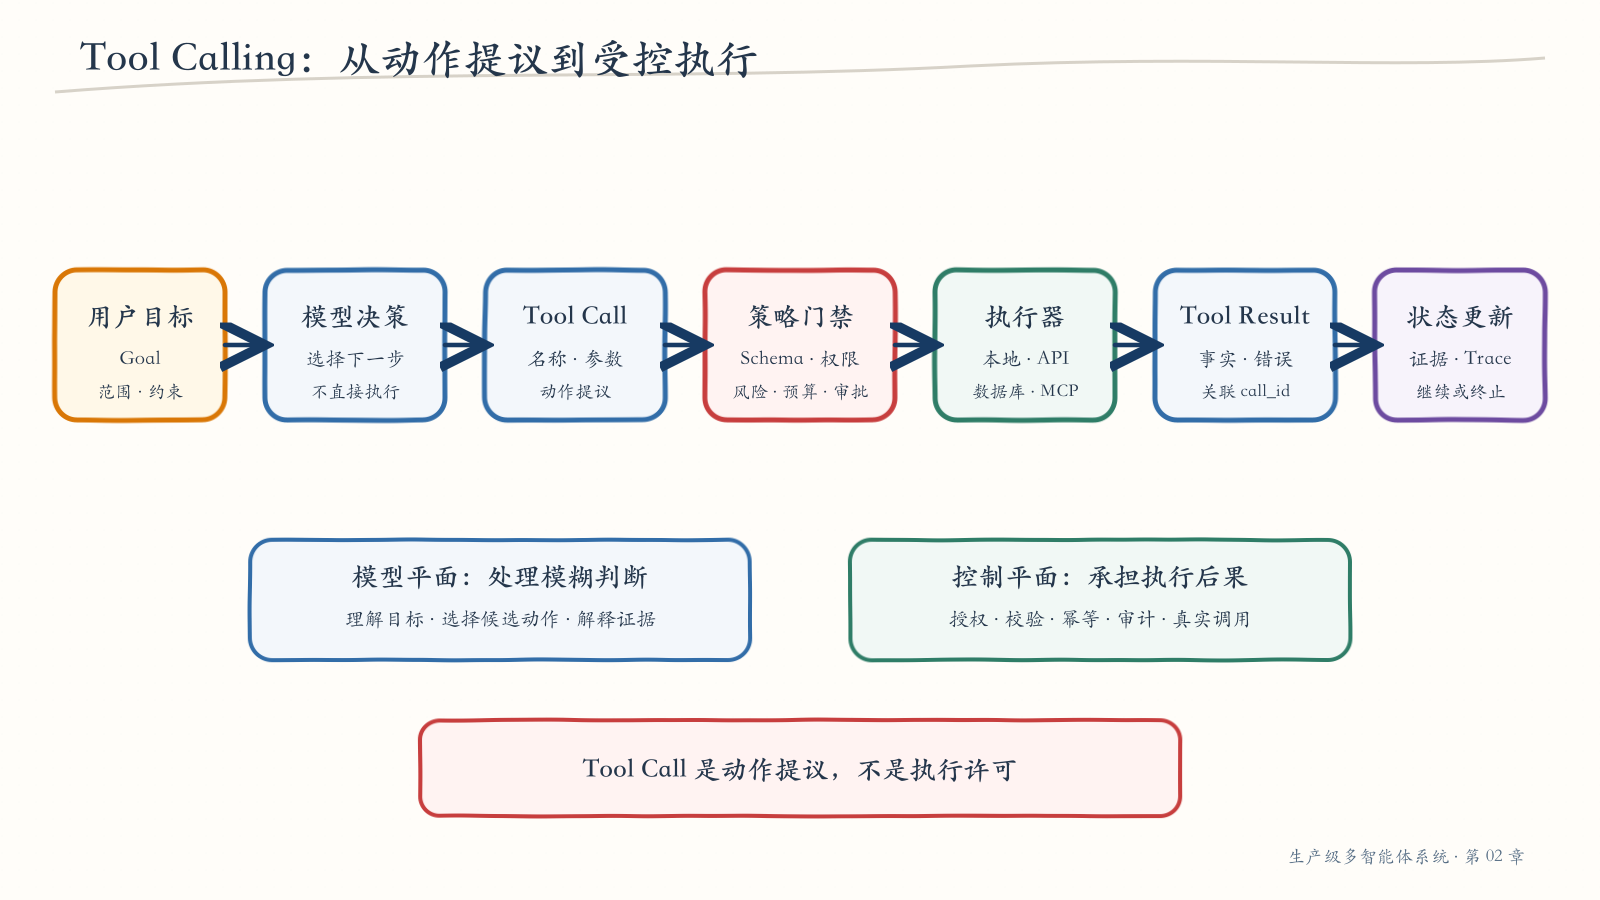 Tool Calling：从动作提议到受控执行
用户目标
Goal
范围 · 约束
模型决策
选择下一步
不直接执行
Tool Call
名称 · 参数
动作提议
策略门禁
Schema · 权限
风险 · 预算 · 审批
执行器
本地 · API
数据库 · MCP
Tool Result
事实 · 错误
关联 call_id
状态更新
证据 · Trace
继续或终止
模型平面：处理模糊判断
理解目标 · 选择候选动作 · 解释证据
控制平面：承担执行后果
授权 · 校验 · 幂等 · 审计 · 真实调用
Tool Call 是动作提议，不是执行许可
生产级多智能体系统 · 第 02 章